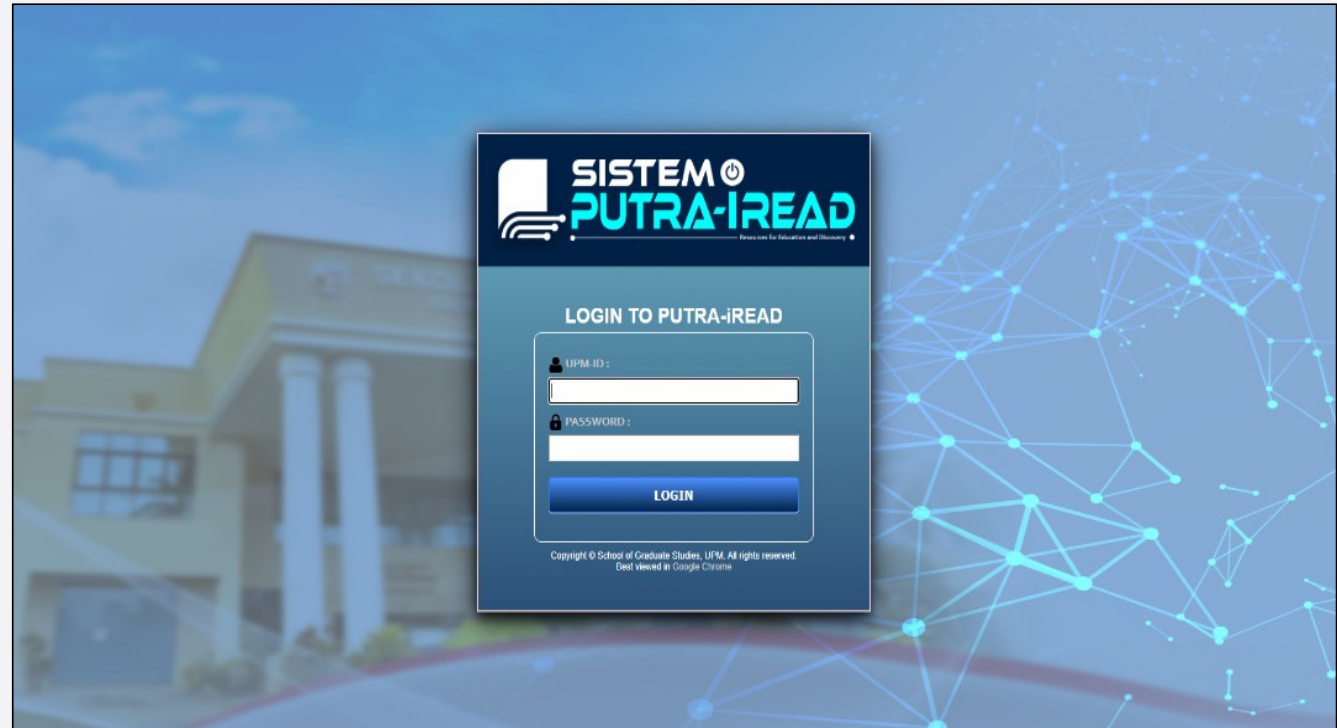 SISTEM
PUTRA-IREAD
Resources for Education and Discovery
LOGIN TO PUTRA-iREAD
UPM-ID :
PASSWORD :
LOGIN
Copyright © School of Graduate Studies, UPM. All rights reserved.
Best viewed in Google Chrome